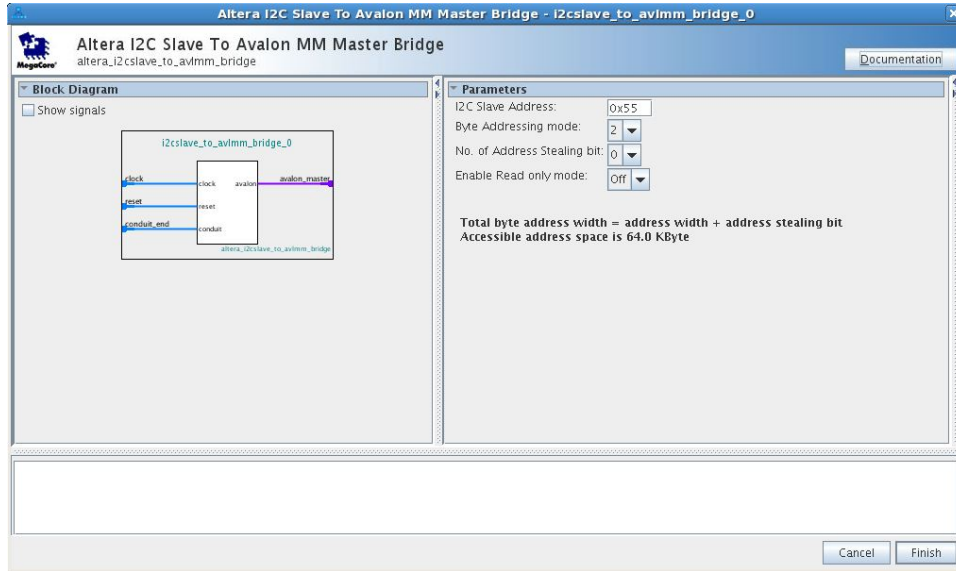 Altera I2C Slave To Avalon MM Master Bridge - i2cslave_to_avlmm_bridge_0
MegaCore'
Altera I2C Slave To Avalon MM Master Bridge
altera_i2cslave_to_avlmm_bridge
Documentation
Block Diagram
Show signals
i2cslave_to_avlmm_bridge_0
clock
clock
avalon
avalon_master
reset
reset
conduit_end
conduit
altera_i2cslave_to_avlmm_bridge
Parameters
I2C Slave Address: 0x55
Byte Addressing mode: 2
No. of Address Stealing bit: 0
Enable Read only mode: Off
Total byte address width = address width + address stealing bit
Accessible address space is 64.0 KByte
Cancel
Finish